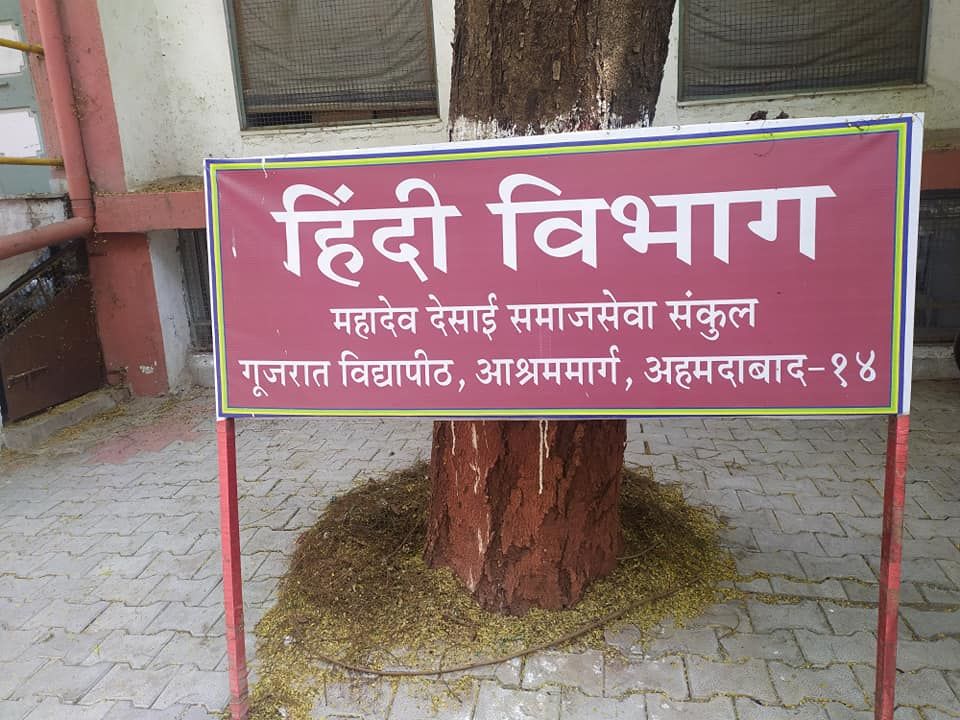 हिंदी विभाग
महादेव देसाई समाजसेवा संकुल
गूजरात विद्यापीठ, आश्रममार्ग, अहमदाबाद-१४